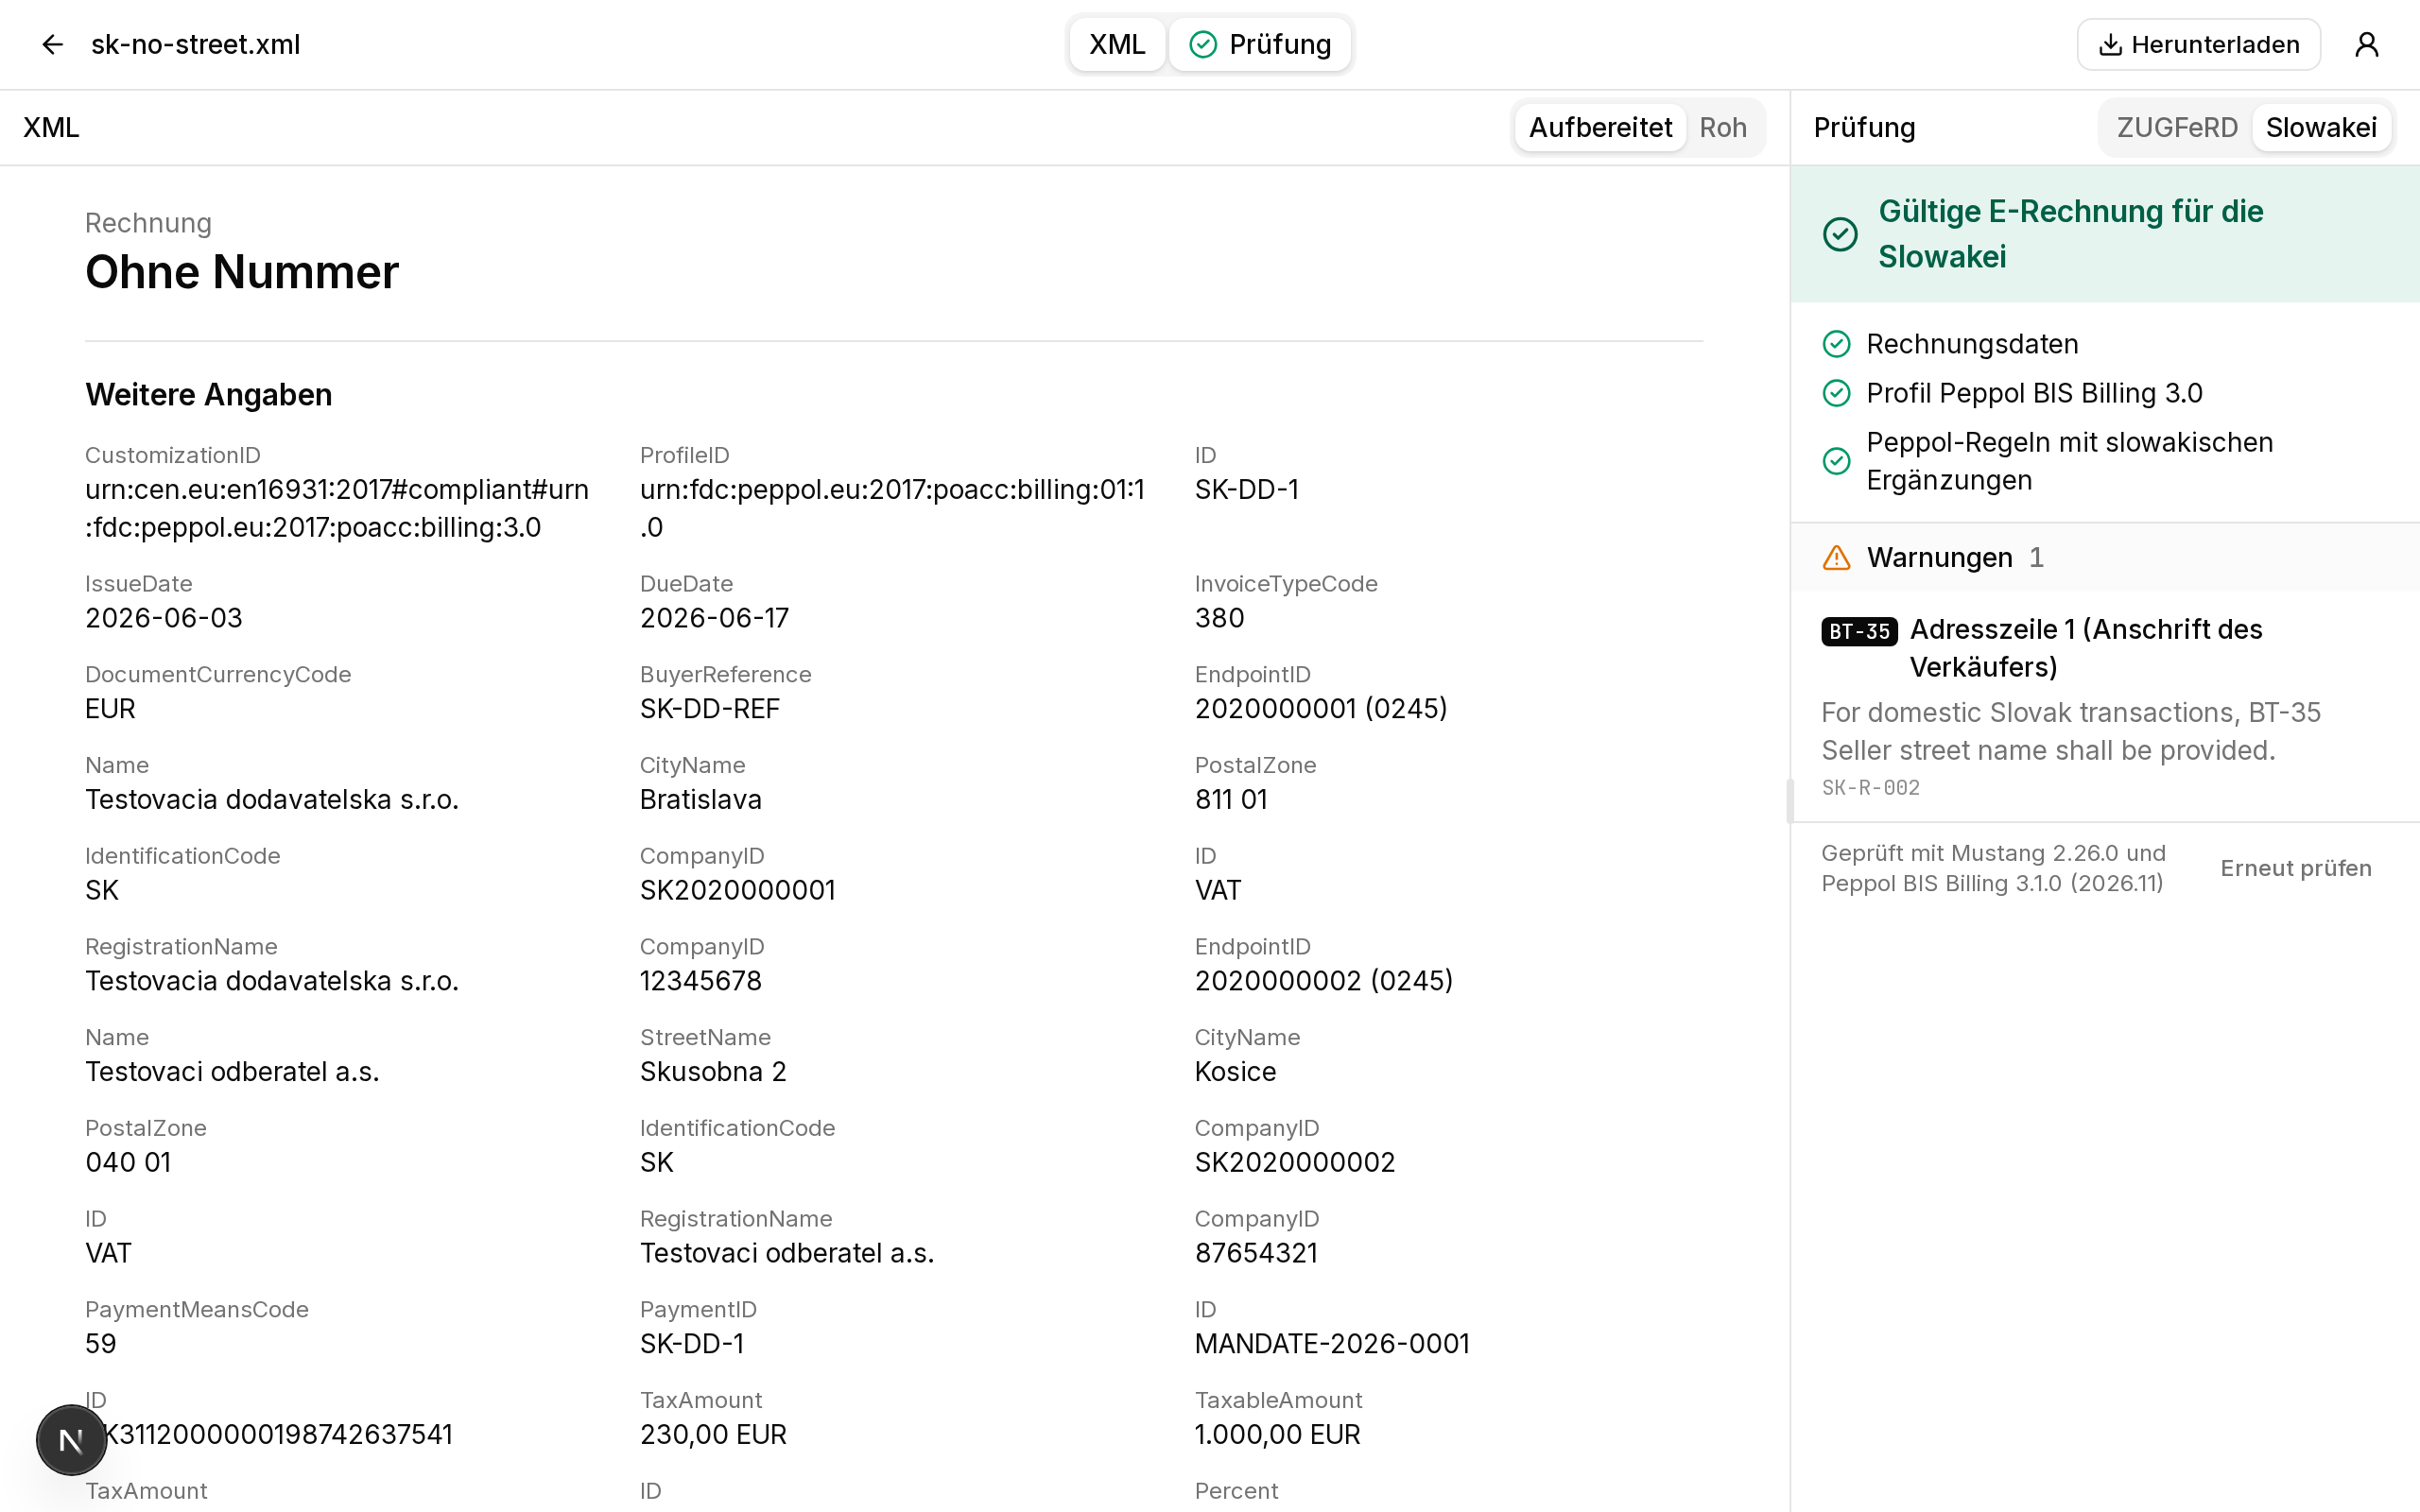 sk-no-street.xml
XML
Prüfung
Herunterladen
XML
Aufbereitet
Roh
Prüfung
ZUGFeRD
Slowakei
Rechnung
Ohne Nummer
Weitere Angaben
CustomizationID
urn:cen.eu:en16931:2017#compliant#urn
:fdc:peppol.eu:2017:poacc:billing:3.0
ProfileID
urn:fdc:peppol.eu:2017:poacc:billing:01:1
.0
ID
SK-DD-1
IssueDate
2026-06-03
DueDate
2026-06-17
InvoiceTypeCode
380
DocumentCurrencyCode
EUR
BuyerReference
SK-DD-REF
EndpointID
2020000001 (0245)
Name
Testovacia dodavatelska s.r.o.
CityName
Bratislava
PostalZone
811 01
IdentificationCode
SK
CompanyID
SK2020000001
ID
VAT
RegistrationName
Testovacia dodavatelska s.r.o.
CompanyID
12345678
EndpointID
2020000002 (0245)
Name
Testovaci odberatel a.s.
StreetName
Skusobna 2
CityName
Kosice
PostalZone
040 01
IdentificationCode
SK
CompanyID
SK2020000002
ID
VAT
RegistrationName
Testovaci odberatel a.s.
CompanyID
87654321
PaymentMeansCode
59
PaymentID
SK-DD-1
ID
MANDATE-2026-0001
ID
K3112000000198742637541
TaxAmount
230,00 EUR
TaxableAmount
1.000,00 EUR
TaxAmount
ID
Percent
N
Gültige E-Rechnung für die
Slowakei
Rechnungsdaten
Profil Peppol BIS Billing 3.0
Peppol-Regeln mit slowakischen
Ergänzungen
Warnungen 1
BT-35 Adresszeile 1 (Anschrift des
Verkäufers)
For domestic Slovak transactions, BT-35
Seller street name shall be provided.
SK-R-002
Geprüft mit Mustang 2.26.0 und
Peppol BIS Billing 3.1.0 (2026.11)
Erneut prüfen